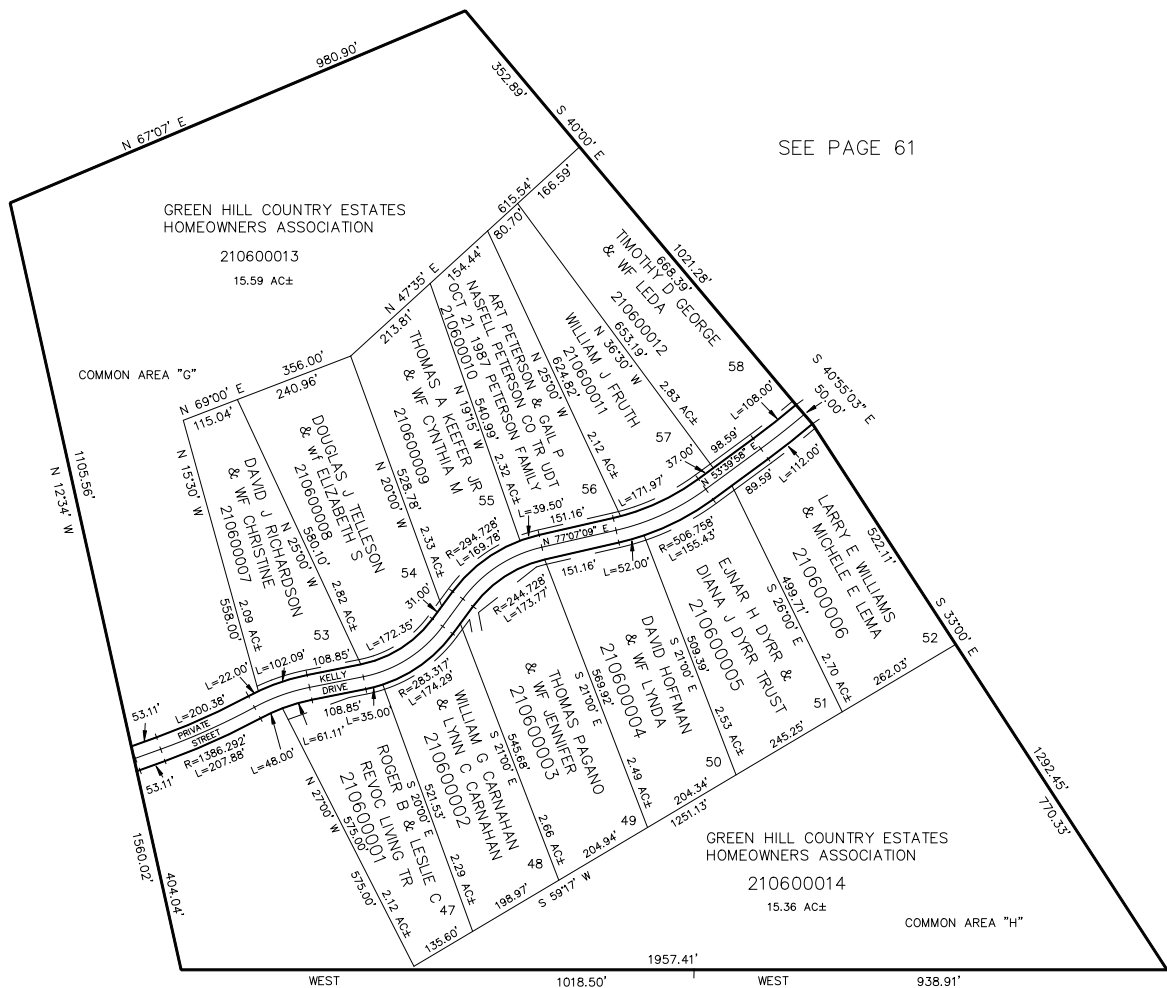 980.90'
N 67°07' E
352.89'
S 40°00' E
SEE PAGE 61
GREEN HILL COUNTRY ESTATES
HOMEOWNERS ASSOCIATION
210600013
15.59 AC±
COMMON AREA "G"
615.54'
166.59'
80.70'
154.44'
N 47°35' E
213.81'
356.00'
240.96'
N 69°00' E
115.04'
1021.28'
668.39'
TIMOTHY D GEORGE
& WF LEDA
210600012
58
N 36°30' W
653.19'
2.83 AC±
WILLIAM J FRUTH
210600011
57
N 25°00' W
624.82'
2.12 AC±
ART PETERSON & GAIL P
NASFELL PETERSON CO TR UDT
OCT 21 1987 PETERSON FAMILY
210600010
56
N 19°15' W
540.99'
2.32 AC±
THOMAS A KEEFER JR
& WF CYNTHIA M
210600009
55
N 20°00' W
528.78'
2.33 AC±
DOUGLAS J TELLESON
& wf ELIZABETH S
210600008
54
N 25°00' W
580.10'
2.82 AC±
DAVID J RICHARDSON
& WF CHRISTINE
210600007
53
N 15°30' W
558.00'
2.09 AC±
1105.56'
N 12°34' W
S 40°55'03" E
50.00'
L=108.00'
98.59'
37.00'
N 53°39'58" E
L=112.00'
89.59'
L=171.97'
R=506.758'
L=155.43'
151.16'
L=39.50'
N 77°07'09" E
151.16'
L=52.00'
R=294.728'
L=169.78'
R=244.728'
L=173.77'
31.00'
L=172.35'
R=283.317'
L=174.29'
108.85'
KELLY
DRIVE
108.85'
L=35.00'
L=102.09'
L=22.00'
L=61.11'
L=48.00'
53.11'
L=200.38'
PRIVATE
STREET
R=1386.292'
L=207.88'
53.11'
LARRY E WILLIAMS
& MICHELE E LEMA
210600006
52
522.11'
S 33°00' E
499.71'
S 26°00' E
2.70 AC±
262.03'
EJNAR H DYRR &
DIANA J DYRR TRUST
210600005
51
509.39'
S 21°00' E
2.53 AC±
245.25'
DAVID HOFFMAN
& WF LYNDA
210600004
50
569.92'
S 21°00' E
2.49 AC±
204.34'
1251.13'
THOMAS PAGANO
& WF JENNIFER
210600003
49
545.68'
S 21°00' E
2.66 AC±
204.94'
S 59°17' W
WILLIAM G CARNAHAN
& LYNN C CARNAHAN
210600002
48
521.53'
S 20°00' E
2.29 AC±
198.97'
ROGER B & LESLIE C
REVOC LIVING TR
210600001
47
N 27°00' W
575.00'
575.00'
2.12 AC±
135.60'
1292.45'
770.33'
GREEN HILL COUNTRY ESTATES
HOMEOWNERS ASSOCIATION
210600014
15.36 AC±
COMMON AREA "H"
1560.02'
404.04'
1957.41'
WEST
1018.50'
WEST
938.91'